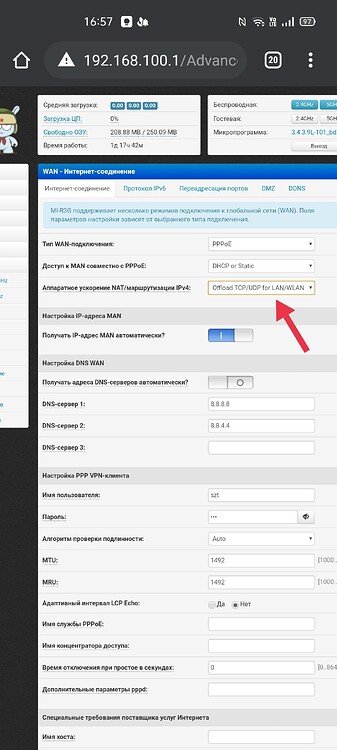 16:57
97
192.168.100.1/Advanc
20
Средняя загрузка: 0.00 0.00 0.00
Загрузка ЦП: 0%
Свободно ОЗУ: 208.88 MB / 250.09 MB
Время работы: 1д 17ч 42м
Беспроводная: 2.4GHz 5GH
Гостевая: 2.4GHz 5GH
Микропрограмма: 3.4.3.9L-101_bd
Выход
WAN - Интернет-соединение
Интернет-соединение Протокол IPv6 Переадресация портов DMZ DDNS
MI-R3G поддерживает несколько режимов подключения к глобальной сети (WAN). Поля
параметров настройки зависят от выбранного типа подключения.
Тип WAN-подключения: PPPoE
Доступ к MAN совместно с PPPoE: DHCP or Static
Аппаратное ускорение NAT/маршрутизации IPv4: Offload TCP/UDP for LAN/WLAN
Настройка IP-адреса MAN
Получать IP-адрес MAN автоматически?
Настройка DNS WAN
Получать адреса DNS-серверов автоматически?
DNS-сервер 1: 8.8.8.8
DNS-сервер 2: 8.8.4.4
DNS-сервер 3:
Настройка PPP VPN-клиента
Имя пользователя: szt
Пароль: •••
Алгоритм проверки подлинности: Auto
MTU: 1492 [1000..
MRU: 1492 [1000..
Адаптивный интервал LCP Echo: Да Нет
Имя службы PPPoE:
Имя концентратора доступа:
Время отключения при простое в секундах: 0 [0..864
Дополнительные параметры pppd:
Специальные требования поставщика услуг Интернета
Имя хоста: